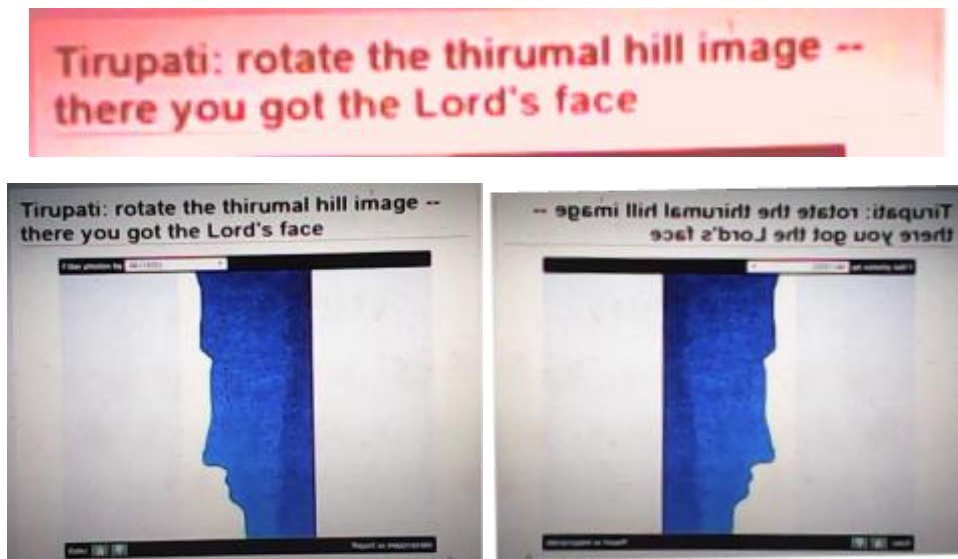 Tirupati: rotate the thirumal hill image --
there you got the Lord's face
Tirupati: rotate the thirumal hill image --
there you got the Lord's face
Tirupati: rotate the thirumal hill image --
there you got the Lord's face